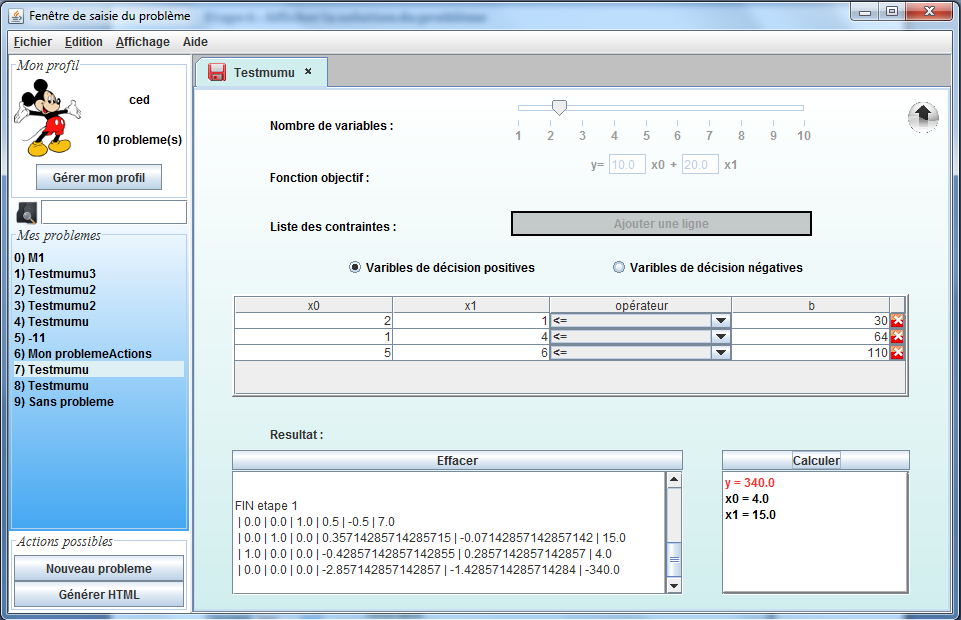 Fenêtre de saisie du problème
Fichier Edition Affichage Aide
Mon profil
ced
10 probleme(s)
Gérer mon profil
Mes problemes
0) M1
1) Testmumu3
2) Testmumu2
3) Testmumu2
4) Testmumu
5) -11
6) Mon problemeActions
7) Testmumu
8) Testmumu
9) Sans probleme
Actions possibles
Nouveau probleme
Générer HTML
Testmumu ×
Nombre de variables :
1 2 3 4 5 6 7 8 9 10
Fonction objectif :
y= 10.0 x0 + 20.0 x1
Liste des contraintes :
Ajouter une ligne
Varibles de décision positives
Varibles de décision négatives
x0 x1 opérateur b
2 1 <= 30
1 4 <= 64
5 6 <= 110
Resultat :
Effacer
FIN etape 1
| 0.0 | 0.0 | 1.0 | 0.5 | -0.5 | 7.0
| 0.0 | 1.0 | 0.0 | 0.35714285714285715 | -0.07142857142857142 | 15.0
| 1.0 | 0.0 | 0.0 | -0.42857142857142855 | 0.2857142857142857 | 4.0
| 0.0 | 0.0 | 0.0 | -2.857142857142857 | -1.4285714285714284 | -340.0
Calculer
y = 340.0
x0 = 4.0
x1 = 15.0